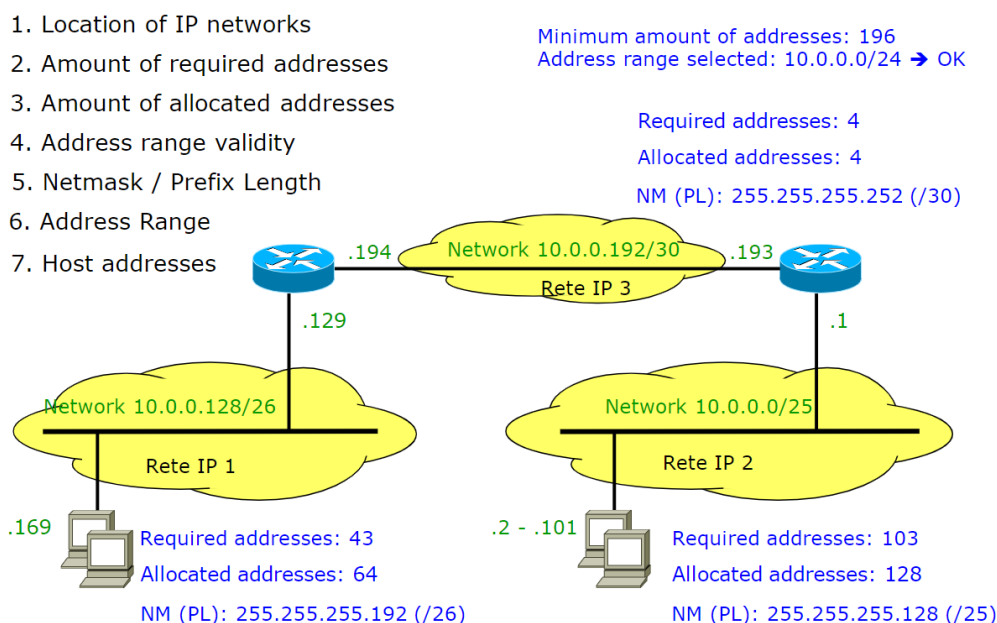 1. Location of IP networks
2. Amount of required addresses
3. Amount of allocated addresses
4. Address range validity
5. Netmask / Prefix Length
6. Address Range
7. Host addresses
Minimum amount of addresses: 196
Address range selected: 10.0.0.0/24 ➔ OK
Required addresses: 4
Allocated addresses: 4
NM (PL): 255.255.255.252 (/30)
.194
Network 10.0.0.192/30
.193
Rete IP 3
.129
.1
Network 10.0.0.128/26
Rete IP 1
Network 10.0.0.0/25
Rete IP 2
.169
Required addresses: 43
Allocated addresses: 64
NM (PL): 255.255.255.192 (/26)
.2 - .101
Required addresses: 103
Allocated addresses: 128
NM (PL): 255.255.255.128 (/25)